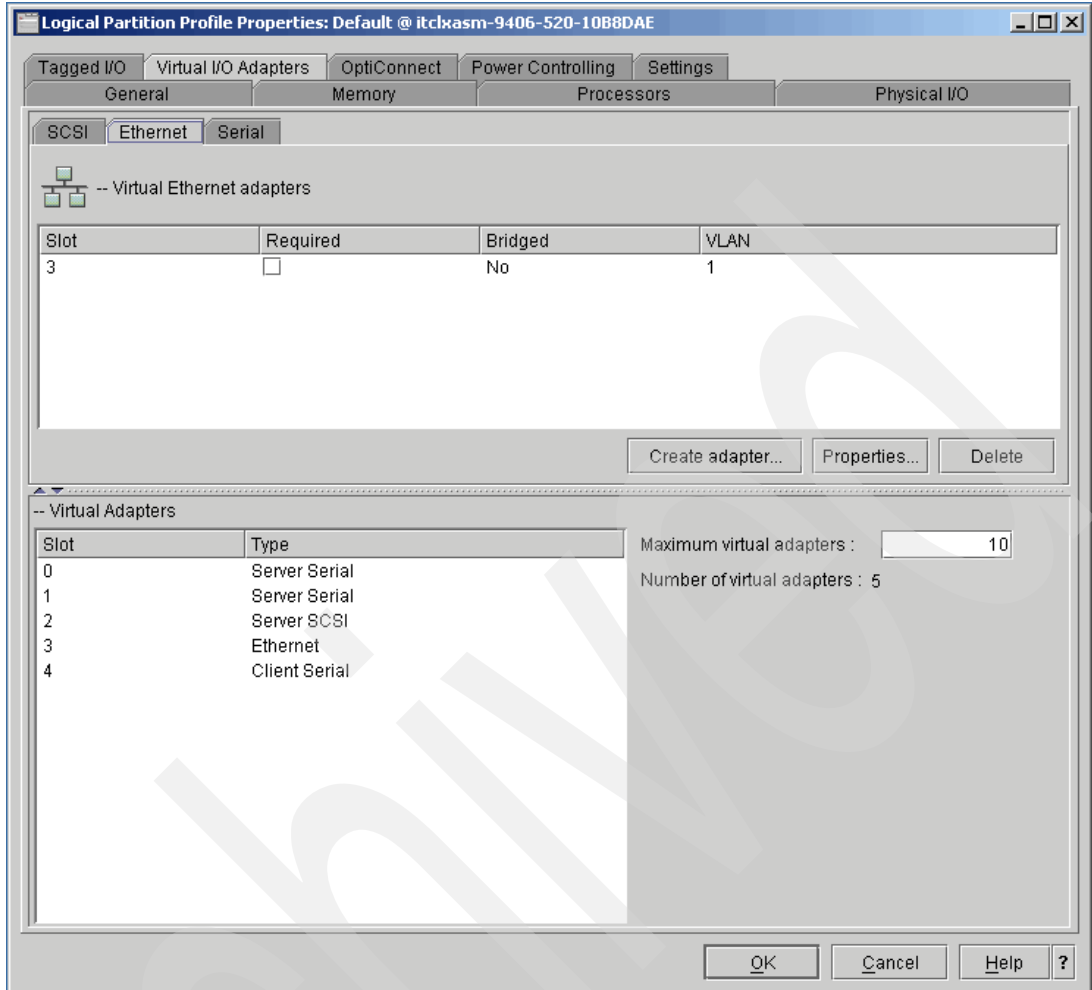 Logical Partition Profile Properties: Default @ itclxasm-9406-520-10B8DAE
Tagged I/O Virtual I/O Adapters OptiConnect Power Controlling Settings
General Memory Processors Physical I/O
SCSI Ethernet Serial
-- Virtual Ethernet adapters
Slot Required Bridged VLAN
3 No 1
Create adapter... Properties... Delete
-- Virtual Adapters
Slot Type
0 Server Serial
1 Server Serial
2 Server SCSI
3 Ethernet
4 Client Serial
Maximum virtual adapters : 10
Number of virtual adapters : 5
OK Cancel Help ?